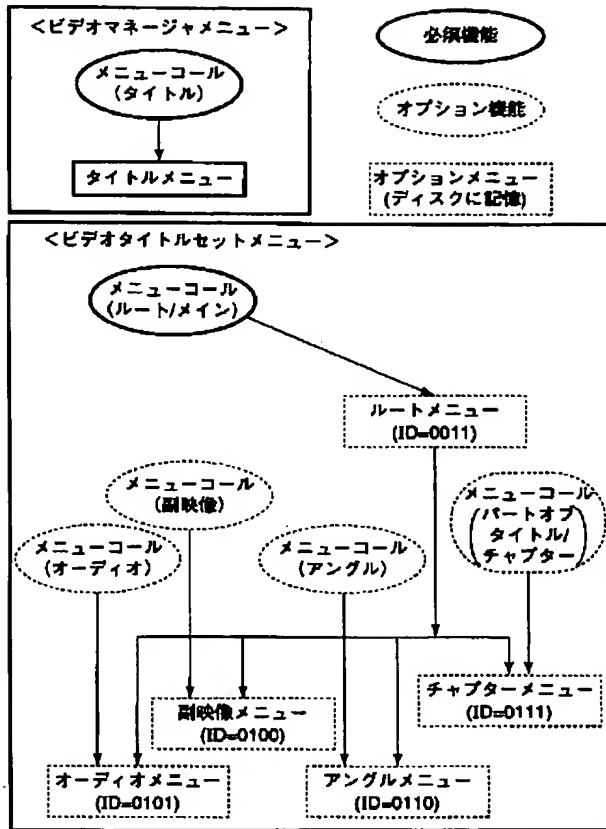 <ビデオマネージャメニュー>
メニューコール
(タイトル)
タイトルメニュー
必須機能
オプション機能
オプションメニュー
(ディスクに記憶)
<ビデオタイトルセットメニュー>
メニューコール
(ルート/メイン)
ルートメニュー
(ID=0011)
メニューコール
(副映像)
メニューコール
(オーディオ)
メニューコール
(アングル)
メニューコール
(パートオブ
タイトル/
チャプター)
副映像メニュー
(ID=0100)
チャプターメニュー
(ID=0111)
オーディオメニュー
(ID=0101)
アングルメニュー
(ID=0110)